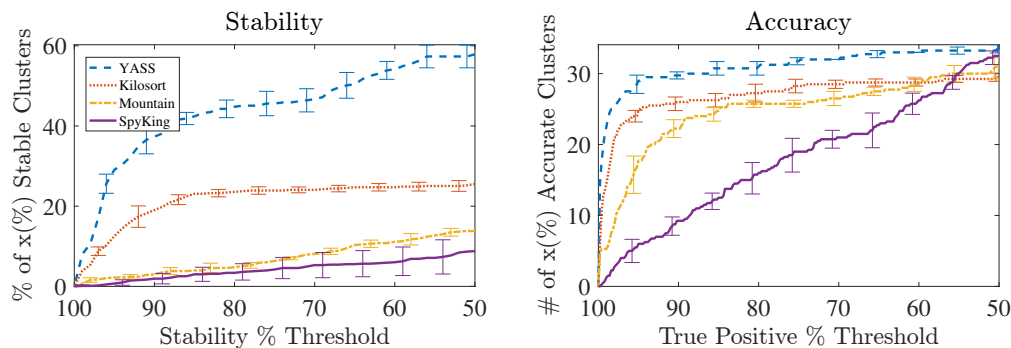 Stability
% of x(%) Stable Clusters
60
40
20
0
YASS
Kilosort
Mountain
SpyKing
100 90 80 70 60 50
Stability % Threshold
Accuracy
# of x(%) Accurate Clusters
30
20
10
0
100 90 80 70 60 50
True Positive % Threshold